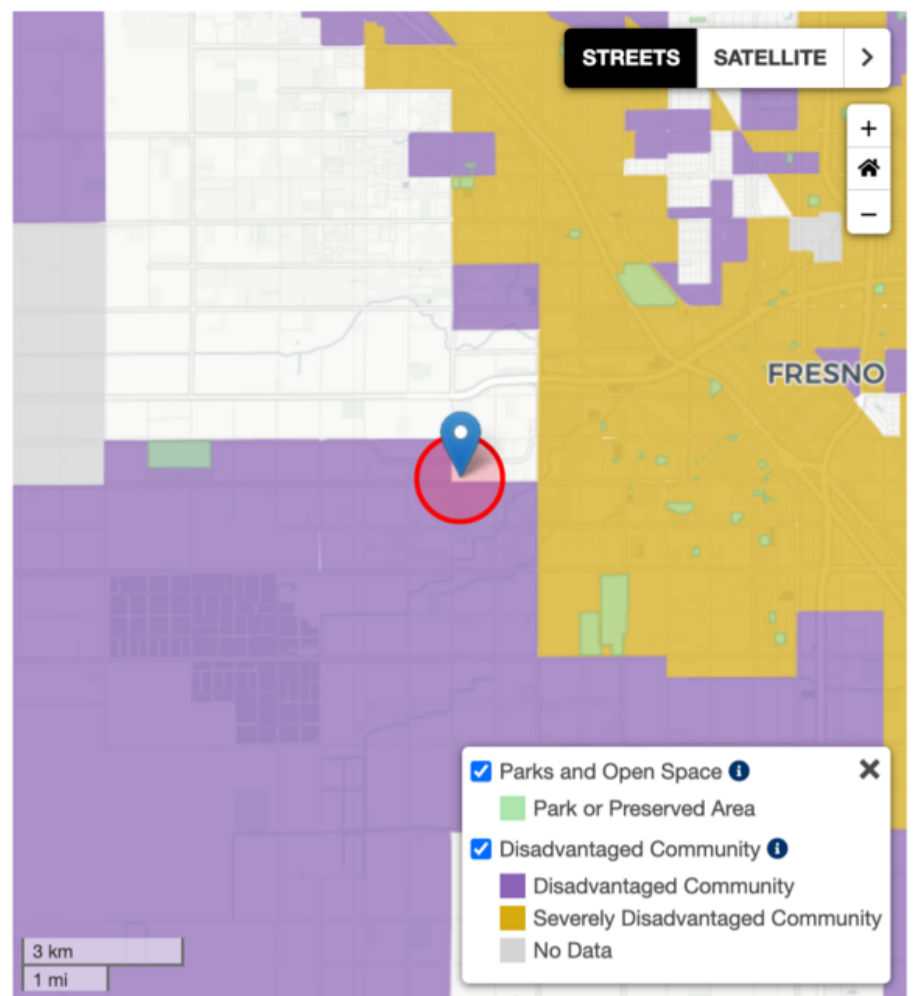 STREETS SATELLITE >
+
−
FRESNO
Parks and Open Space i ×
Park or Preserved Area
Disadvantaged Community i
Disadvantaged Community
Severely Disadvantaged Community
No Data
3 km
1 mi